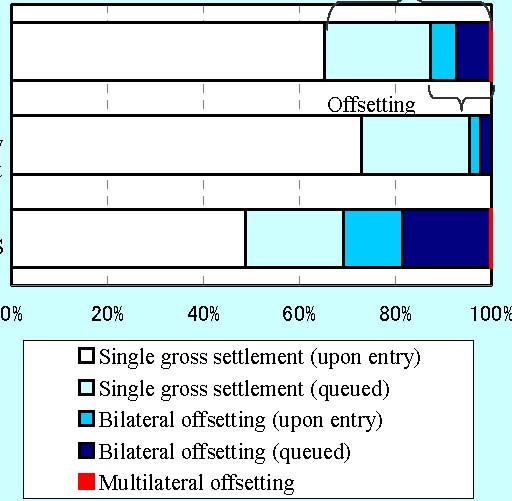 Offsetting
0% 20% 40% 60% 80% 100%
Single gross settlement (upon entry)
Single gross settlement (queued)
Bilateral offsetting (upon entry)
Bilateral offsetting (queued)
Multilateral offsetting